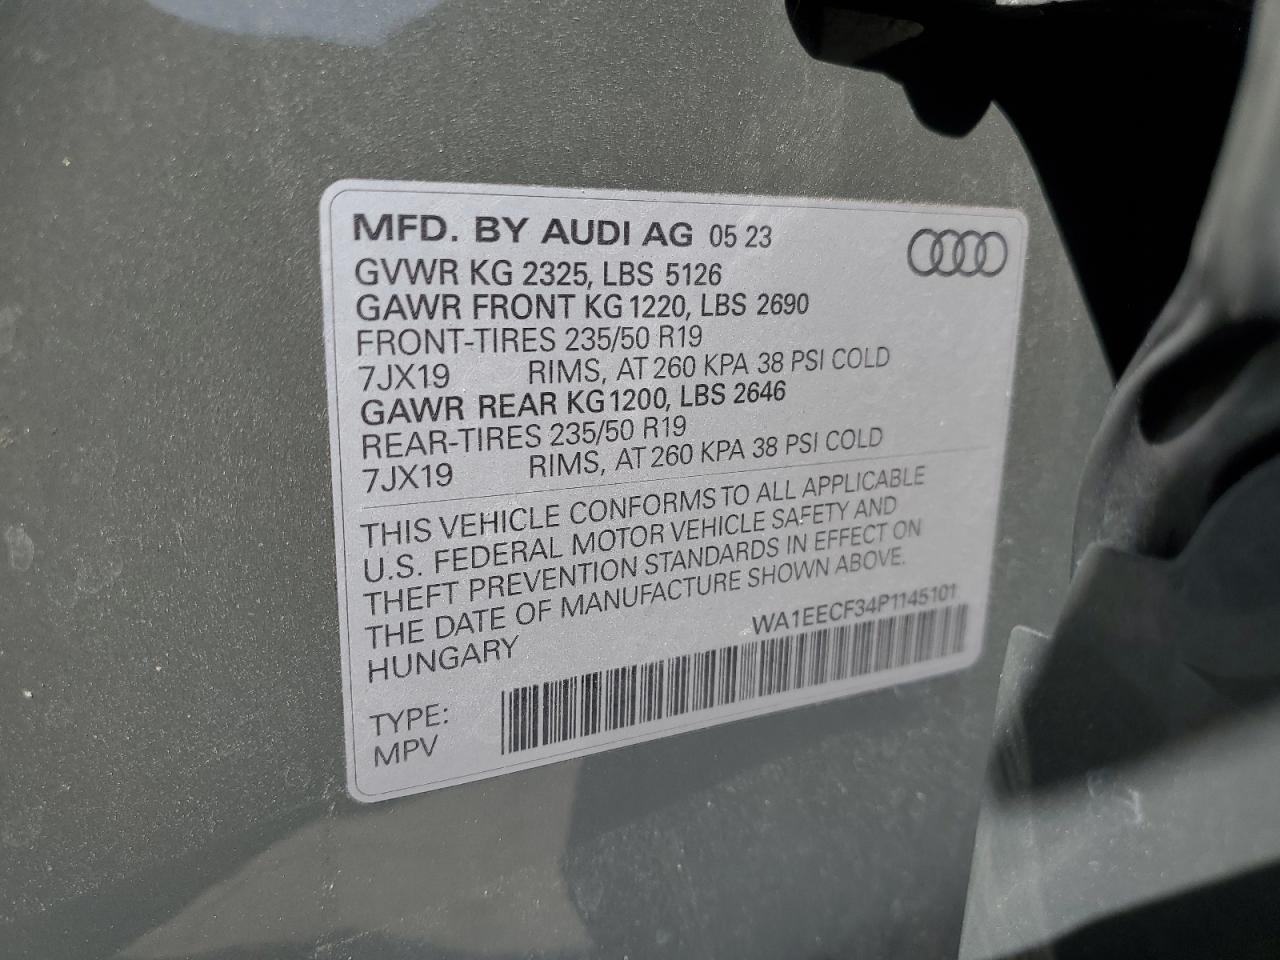 MFD. BY AUDI AG 05 23
GVWR KG 2325, LBS 5126
GAWR FRONT KG 1220, LBS 2690
FRONT-TIRES 235/50 R19
7JX19 RIMS, AT 260 KPA 38 PSI COLD
GAWR REAR KG 1200, LBS 2646
REAR-TIRES 235/50 R19
7JX19 RIMS, AT 260 KPA 38 PSI COLD
THIS VEHICLE CONFORMS TO ALL APPLICABLE
U.S. FEDERAL MOTOR VEHICLE SAFETY AND
THEFT PREVENTION STANDARDS IN EFFECT ON
THE DATE OF MANUFACTURE SHOWN ABOVE.
HUNGARY WA1EECF34P1145101
TYPE:
MPV